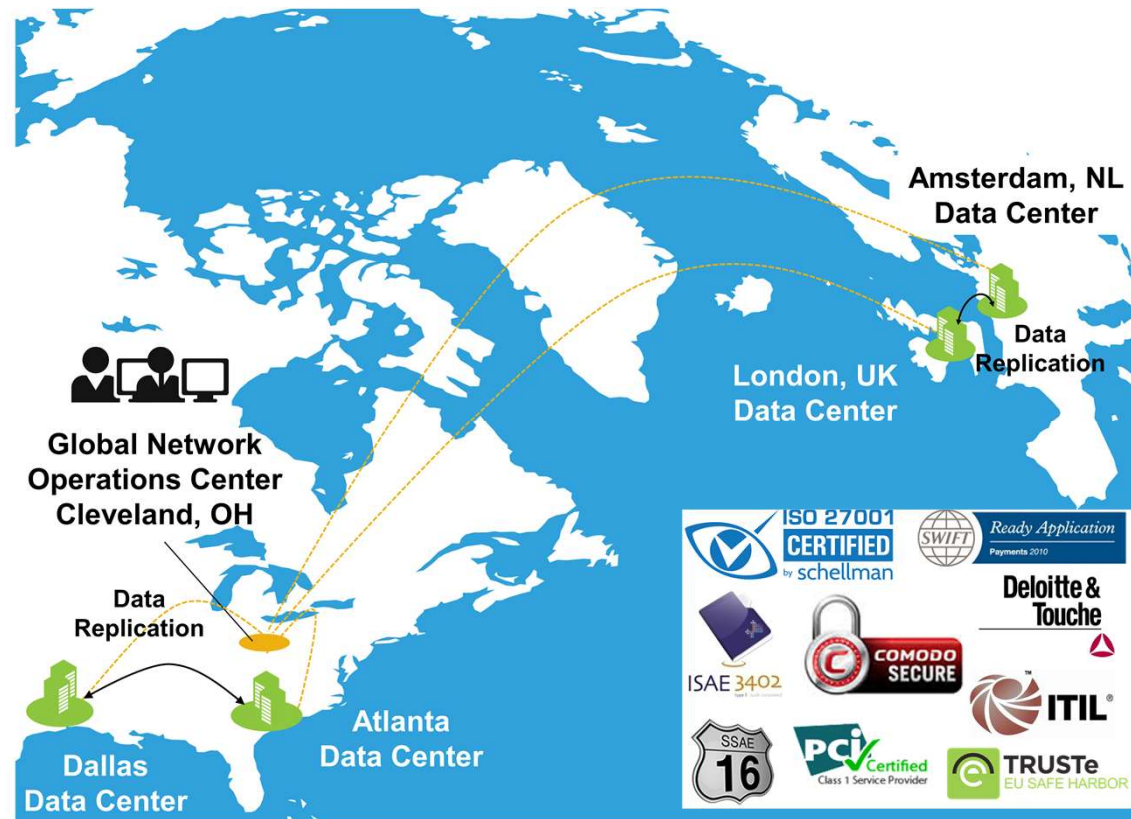 Amsterdam, NL
Data Center
Data
Replication
London, UK
Data Center
Global Network
Operations Center
Cleveland, OH
Data
Replication
Atlanta
Data Center
Dallas
Data Center
ISO 27001
CERTIFIED
by schellman
SWIFT
Ready Application
Payments 2010
Deloitte &
Touche
ISAE 3402
C
COMODO
SECURE
ITIL®
TM
SSAE
16
PCi Certified
Class 1 Service Provider
e
TRUSTe
EU SAFE HARBOR